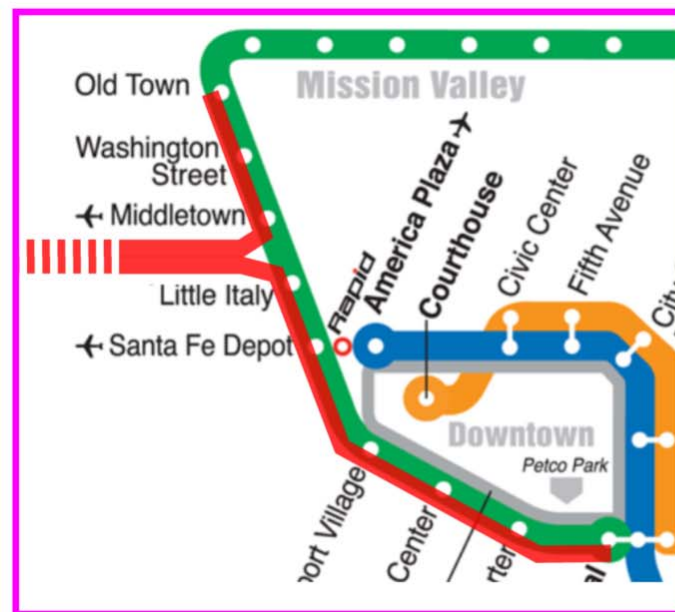 Old Town
Mission Valley
Washington
Street
Middletown
Little Italy
Santa Fe Depot
Rapid
America Plaza
Courthouse
Civic Center
Fifth Avenue
Downtown
Petco Park
Village
Center